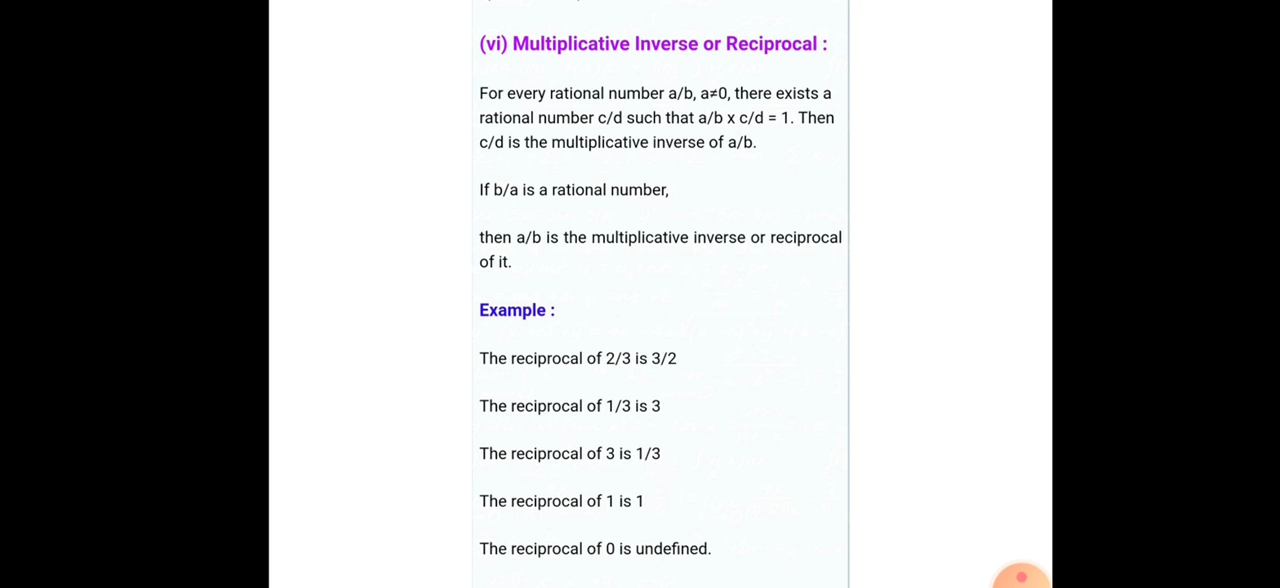 (vi) Multiplicative Inverse or Reciprocal :
For every rational number a/b, a≠0, there exists a
rational number c/d such that a/b x c/d = 1. Then
c/d is the multiplicative inverse of a/b.
If b/a is a rational number,
then a/b is the multiplicative inverse or reciprocal
of it.
Example :
The reciprocal of 2/3 is 3/2
The reciprocal of 1/3 is 3
The reciprocal of 3 is 1/3
The reciprocal of 1 is 1
The reciprocal of 0 is undefined.